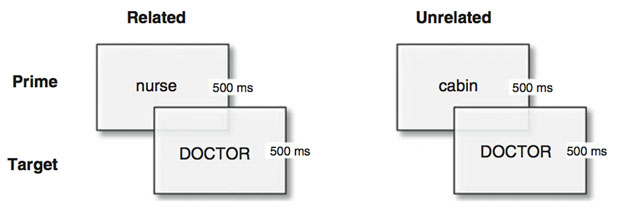 Related
Unrelated
Prime
nurse
500 ms
cabin
500 ms
Target
DOCTOR
500 ms
DOCTOR
500 ms